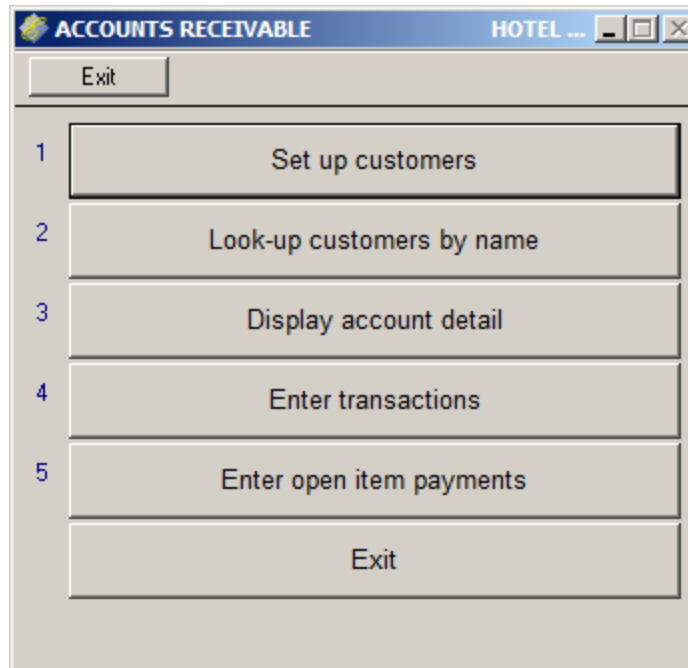 ACCOUNTS RECEIVABLE HOTEL ...
Exit
1 Set up customers
2 Look-up customers by name
3 Display account detail
4 Enter transactions
5 Enter open item payments
Exit